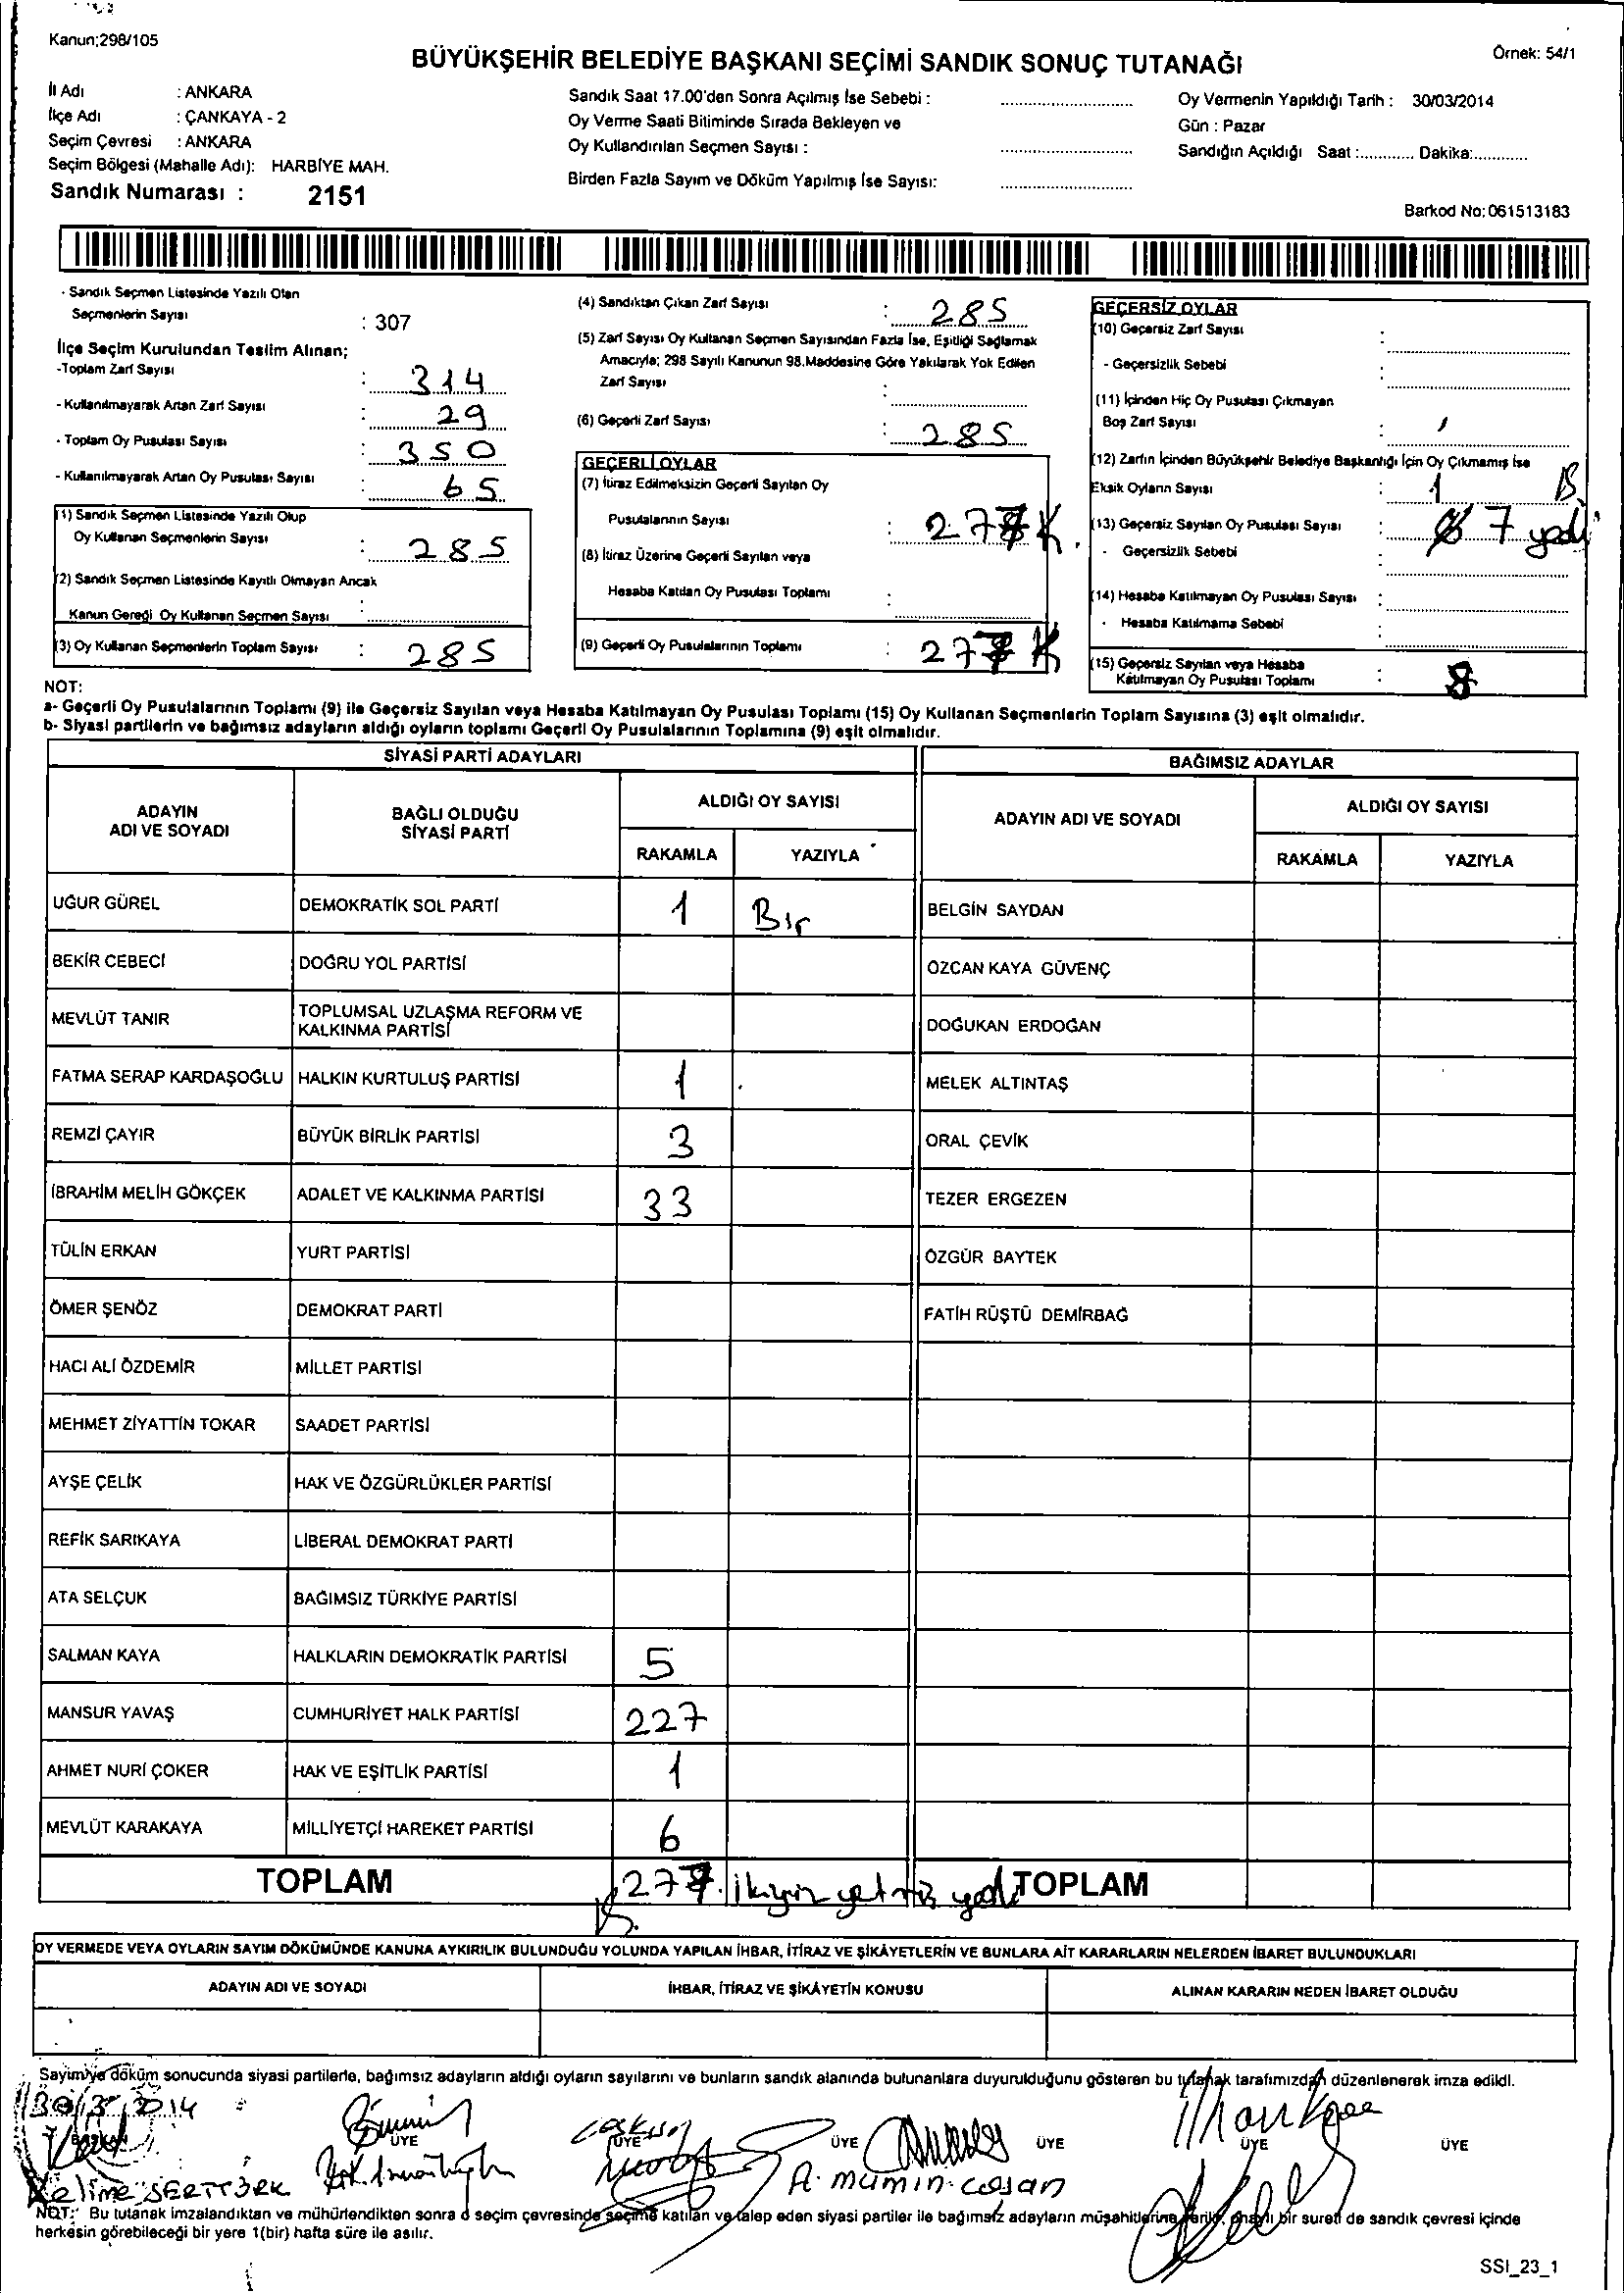 Kanun;298/105
Örnek: 54/1
BÜYÜKŞEHİR BELEDİYE BAŞKANI SEÇİMİ SANDIK SONUÇ TUTANAĞI
İl Adı : ANKARA
İlçe Adı : ÇANKAYA - 2
Seçim Çevresi : ANKARA
Seçim Bölgesi (Mahalle Adı): HARBİYE MAH.
Sandık Numarası : 2151
Sandık Saat 17.00'den Sonra Açılmış İse Sebebi :
Oy Verme Saati Bitiminde Sırada Bekleyen ve
Oy Kullandırılan Seçmen Sayısı :
Birden Fazla Sayım ve Döküm Yapılmış İse Sayısı:
Oy Vermenin Yapıldığı Tarih : 30/03/2014
Gün : Pazar
Sandığın Açıldığı Saat :............ Dakika:............
Barkod No: 061513183
- Sandık Seçmen Listesinde Yazılı Olan
Seçmenlerin Sayısı : 307
İlçe Seçim Kurulundan Teslim Alınan;
-Toplam Zarf Sayısı : 314
- Kullanılmayarak Artan Zarf Sayısı : 29
- Toplam Oy Pusulası Sayısı : 350
- Kullanılmayarak Artan Oy Pusulası Sayısı : 65
(1) Sandık Seçmen Listesinde Yazılı Olup
Oy Kullanan Seçmenlerin Sayısı : 285
(2) Sandık Seçmen Listesinde Kayıtlı Olmayan Ancak
Kanun Gereği Oy Kullanan Seçmen Sayısı :
(3) Oy Kullanan Seçmenlerin Toplam Sayısı : 285
(4) Sandıktan Çıkan Zarf Sayısı : 285
(5) Zarf Sayısı Oy Kullanan Seçmen Sayısından Fazla İse, Eşitliği Sağlamak
Amacıyla; 298 Sayılı Kanunun 98.Maddesine Göre Yakılarak Yok Edilen
Zarf Sayısı :
(6) Geçerli Zarf Sayısı : 285
GEÇERLİ OYLAR
(7) İtiraz Edilmeksizin Geçerli Sayılan Oy
Pusulalarının Sayısı : 277
(8) İtiraz Üzerine Geçerli Sayılan veya
Hesaba Katılan Oy Pusulası Toplamı :
(9) Geçerli Oy Pusulalarının Toplamı : 277
GEÇERSİZ OYLAR
(10) Geçersiz Zarf Sayısı :
- Geçersizlik Sebebi :
(11) İçinden Hiç Oy Pusulası Çıkmayan
Boş Zarf Sayısı :
(12) Zarfın İçinden Büyükşehir Belediye Başkanlığı İçin Oy Çıkmamış İse
Eksik Oyların Sayısı : 1
(13) Geçersiz Sayılan Oy Pusulası Sayısı : 7 yedi
- Geçersizlik Sebebi
(14) Hesaba Katılmayan Oy Pusulası Sayısı :
- Hesaba Katılmama Sebebi :
(15) Geçersiz Sayılan veya Hesaba
Katılmayan Oy Pusulası Toplamı : 8
NOT:
a- Geçerli Oy Pusulalarının Toplamı (9) ile Geçersiz Sayılan veya Hesaba Katılmayan Oy Pusulası Toplamı (15) Oy Kullanan Seçmenlerin Toplam Sayısına (3) eşit olmalıdır.
b- Siyasi partilerin ve bağımsız adayların aldığı oyların toplamı Geçerli Oy Pusulalarının Toplamına (9) eşit olmalıdır.
SİYASİ PARTİ ADAYLARI
BAĞIMSIZ ADAYLAR
ADAYIN ADI VE SOYADI
BAĞLI OLDUĞU SİYASİ PARTİ
ALDIĞI OY SAYISI
RAKAMLA YAZIYLA
ADAYIN ADI VE SOYADI
ALDIĞI OY SAYISI
RAKAMLA YAZIYLA
UĞUR GÜREL DEMOKRATİK SOL PARTİ 1 Bir BELGİN SAYDAN
BEKİR CEBECİ DOĞRU YOL PARTİSİ ÖZCAN KAYA GÜVENÇ
MEVLÜT TANIR TOPLUMSAL UZLAŞMA REFORM VE KALKINMA PARTİSİ DOĞUKAN ERDOĞAN
FATMA SERAP KARDAŞOĞLU HALKIN KURTULUŞ PARTİSİ 1 MELEK ALTINTAŞ
REMZİ ÇAYIR BÜYÜK BİRLİK PARTİSİ 3 ORAL ÇEVİK
İBRAHİM MELİH GÖKÇEK ADALET VE KALKINMA PARTİSİ 33 TEZER ERGEZEN
TÜLİN ERKAN YURT PARTİSİ ÖZGÜR BAYTEK
ÖMER ŞENÖZ DEMOKRAT PARTİ FATİH RÜŞTÜ DEMİRBAĞ
HACI ALİ ÖZDEMİR MİLLET PARTİSİ
MEHMET ZİYATTİN TOKAR SAADET PARTİSİ
AYŞE ÇELİK HAK VE ÖZGÜRLÜKLER PARTİSİ
REFİK SARIKAYA LİBERAL DEMOKRAT PARTİ
ATA SELÇUK BAĞIMSIZ TÜRKİYE PARTİSİ
SALMAN KAYA HALKLARIN DEMOKRATİK PARTİSİ 5
MANSUR YAVAŞ CUMHURİYET HALK PARTİSİ 227
AHMET NURİ ÇOKER HAK VE EŞİTLİK PARTİSİ 1
MEVLÜT KARAKAYA MİLLİYETÇİ HAREKET PARTİSİ 6
TOPLAM 277 ikiyüz yetmiş yedi TOPLAM
OY VERMEDE VEYA OYLARIN SAYIM DÖKÜMÜNDE KANUNA AYKIRILIK BULUNDUĞU YOLUNDA YAPILAN İHBAR, İTİRAZ VE ŞİKÂYETLERİN VE BUNLARA AİT KARARLARIN NELERDEN İBARET BULUNDUKLARI
ADAYIN ADI VE SOYADI İHBAR, İTİRAZ VE ŞİKÂYETİN KONUSU ALINAN KARARIN NEDEN İBARET OLDUĞU
Sayım ve döküm sonucunda siyasi partilerle, bağımsız adayların aldığı oyların sayılarını ve bunların sandık alanında bulunanlara duyurulduğunu gösteren bu tutanak tarafımızdan düzenlenerek imza edildi.
30/3/2014
BAŞKAN ÜYE ÜYE ÜYE ÜYE ÜYE ÜYE
SERTTÜRK
A. mümin coşan
NOT: Bu tutanak imzalandıktan ve mühürlendikten sonra o seçim çevresinde seçime katılan ve talep eden siyasi partiler ile bağımsız adayların müşahitlerine verilir, onaylı bir sureti de sandık çevresi içinde
herkesin görebileceği bir yere 1(bir) hafta süre ile asılır.
SSI_23_1